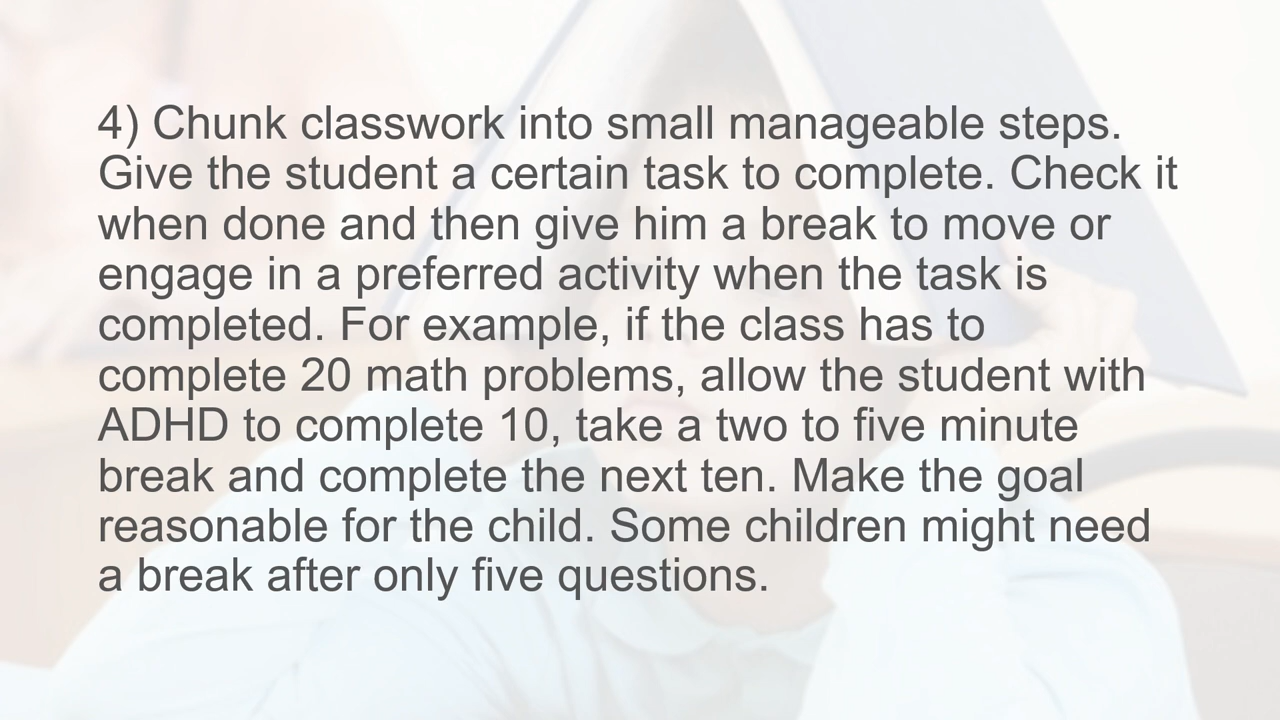 4) Chunk classwork into small manageable steps.
Give the student a certain task to complete. Check it
when done and then give him a break to move or
engage in a preferred activity when the task is
completed. For example, if the class has to
complete 20 math problems, allow the student with
ADHD to complete 10, take a two to five minute
break and complete the next ten. Make the goal
reasonable for the child. Some children might need
a break after only five questions.